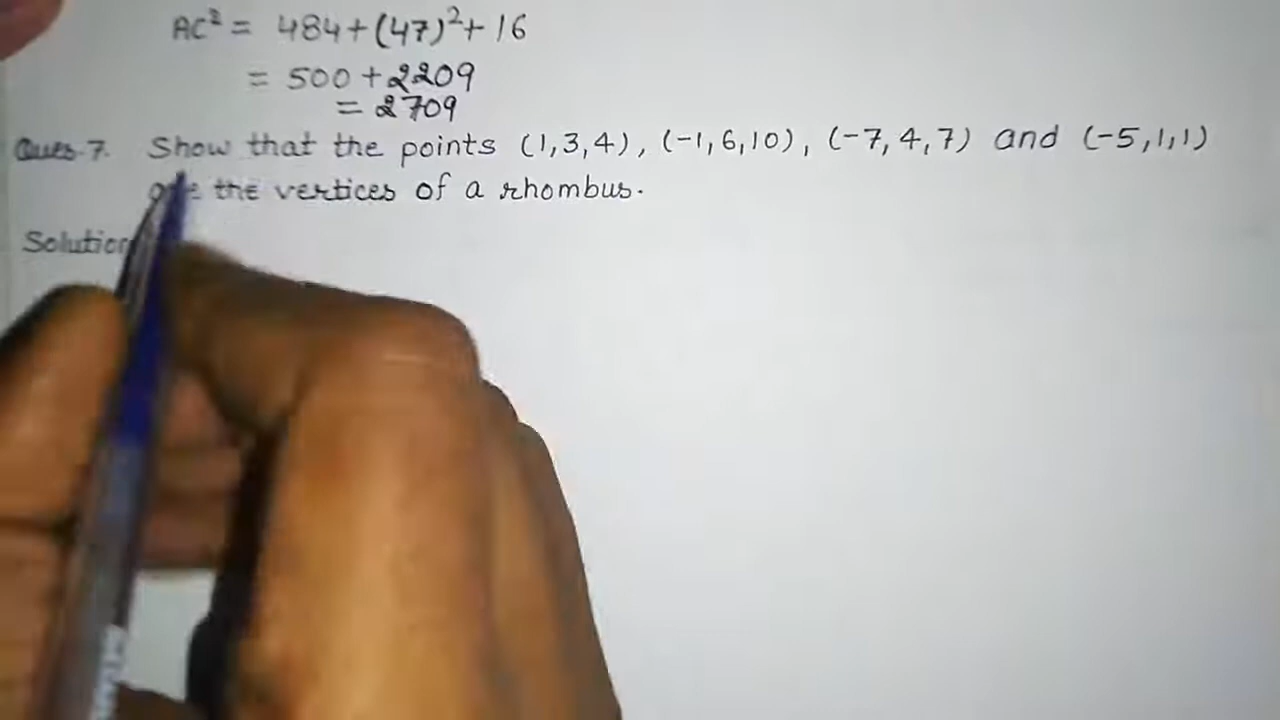 AC² = 484 + (47)² + 16
= 500 + 2209
= 2709
Ques. 7. Show that the points (1,3,4), (-1,6,10), (-7,4,7) and (-5,1,1)
the vertices of a rhombus.
Solution